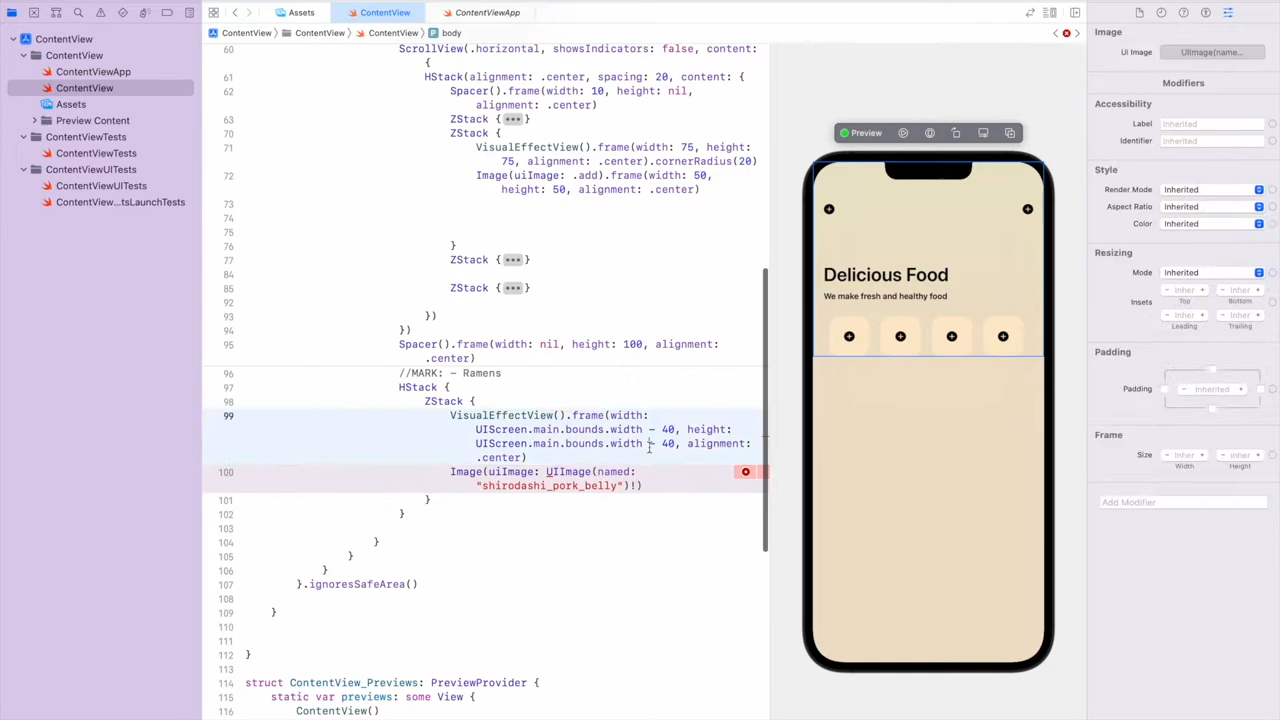 Assets
ContentView
ContentViewApp
ContentView
ContentView
ContentView
body
ContentView
ContentView
ContentViewApp
ContentView
Assets
Preview Content
ContentViewTests
ContentViewTests
ContentViewUITests
ContentViewUITests
ContentView...tsLaunchTests
60 ScrollView(.horizontal, showsIndicators: false, content:
{
61 HStack(alignment: .center, spacing: 20, content: {
62 Spacer().frame(width: 10, height: nil,
alignment: .center)
63 ZStack {•••}
70 ZStack {
71 VisualEffectView().frame(width: 75, height:
75, alignment: .center).cornerRadius(20)
72 Image(uiImage: .add).frame(width: 50,
height: 50, alignment: .center)
73
74
75
76 }
77 ZStack {•••}
84
85 ZStack {•••}
92
93 })
94 })
95 Spacer().frame(width: nil, height: 100, alignment:
.center)
96 //MARK: - Ramens
97 HStack {
98 ZStack {
99 VisualEffectView().frame(width:
UIScreen.main.bounds.width - 40, height:
UIScreen.main.bounds.width - 40, alignment:
.center)
100 Image(uiImage: UIImage(named:
"shirodashi_pork_belly")!)
101 }
102 }
103
104 }
105 }
106 }
107 }.ignoresSafeArea()
108
109 }
110
111
112 }
113
114 struct ContentView_Previews: PreviewProvider {
115 static var previews: some View {
116 ContentView()
Preview
Delicious Food
We make fresh and healthy food
Image
Ui Image UIImage(name...
Modifiers
Accessibility
Label Inherited
Identifier Inherited
Style
Render Mode Inherited
Aspect Ratio Inherited
Color Inherited
Resizing
Mode Inherited
Insets Inher Inher
Top Bottom
Inher Inher
Leading Trailing
Padding
Padding Inherited
Frame
Size Inher Inher
Width Height
Add Modifier